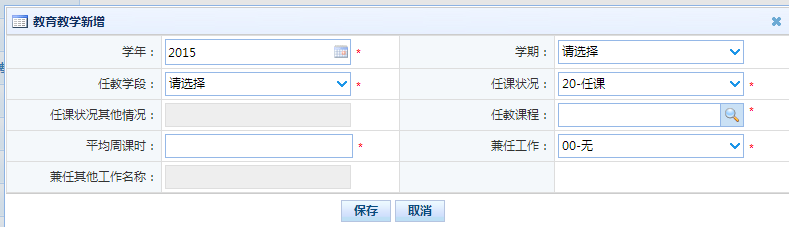 教育教学新增
学年： 2015 * 学期： 请选择
任教学段： 请选择 * 任课状况： 20-任课 *
任课状况其他情况： 任教课程： *
平均周课时： * 兼任工作： 00-无 *
兼任其他工作名称：
保存 取消